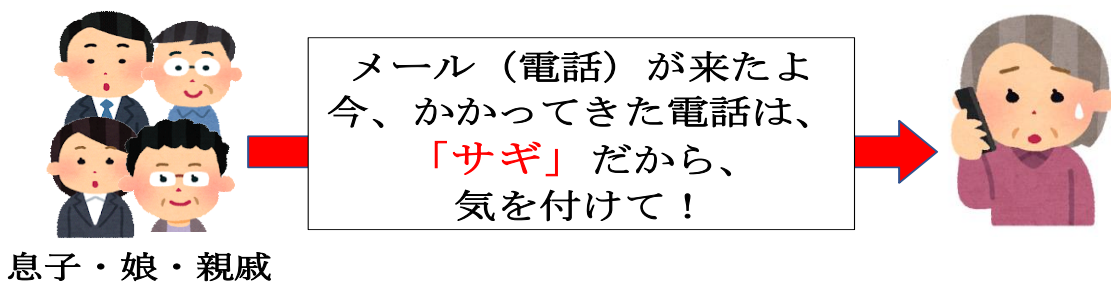 メール（電話）が来たよ
今、かかってきた電話は、
「サギ」だから、
気を付けて！
息子・娘・親戚